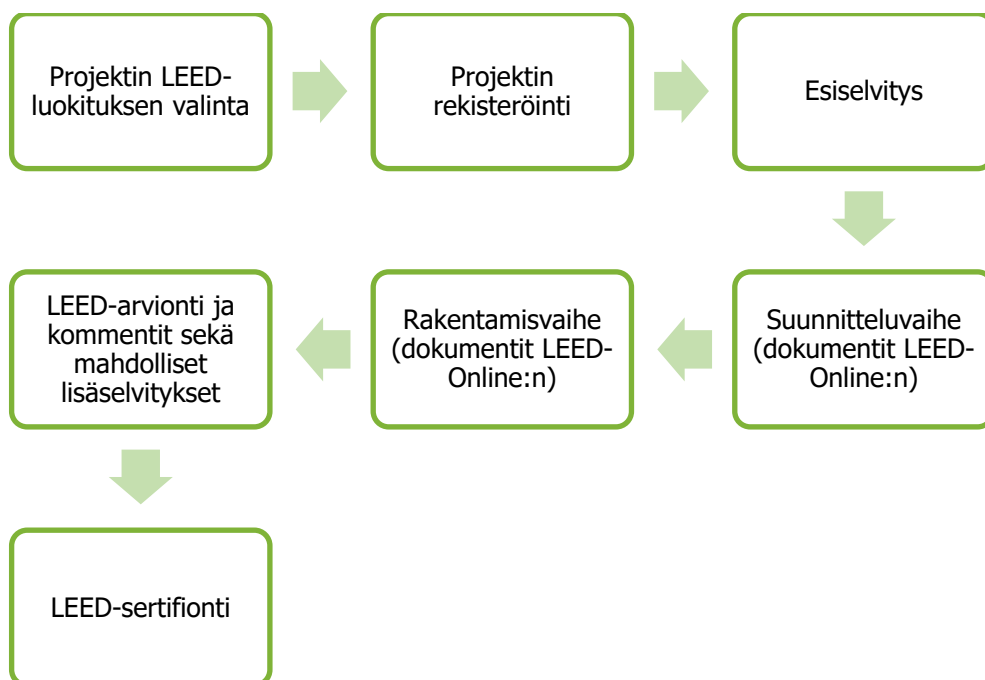 Projektin LEED-
luokituksen valinta
Projektin
rekisteröinti
Esiselvitys
Suunnitteluvaihe
(dokumentit LEED-
Online:n)
Rakentamisvaihe
(dokumentit LEED-
Online:n)
LEED-arvionti ja
kommentit sekä
mahdolliset
lisäselvitykset
LEED-sertifionti